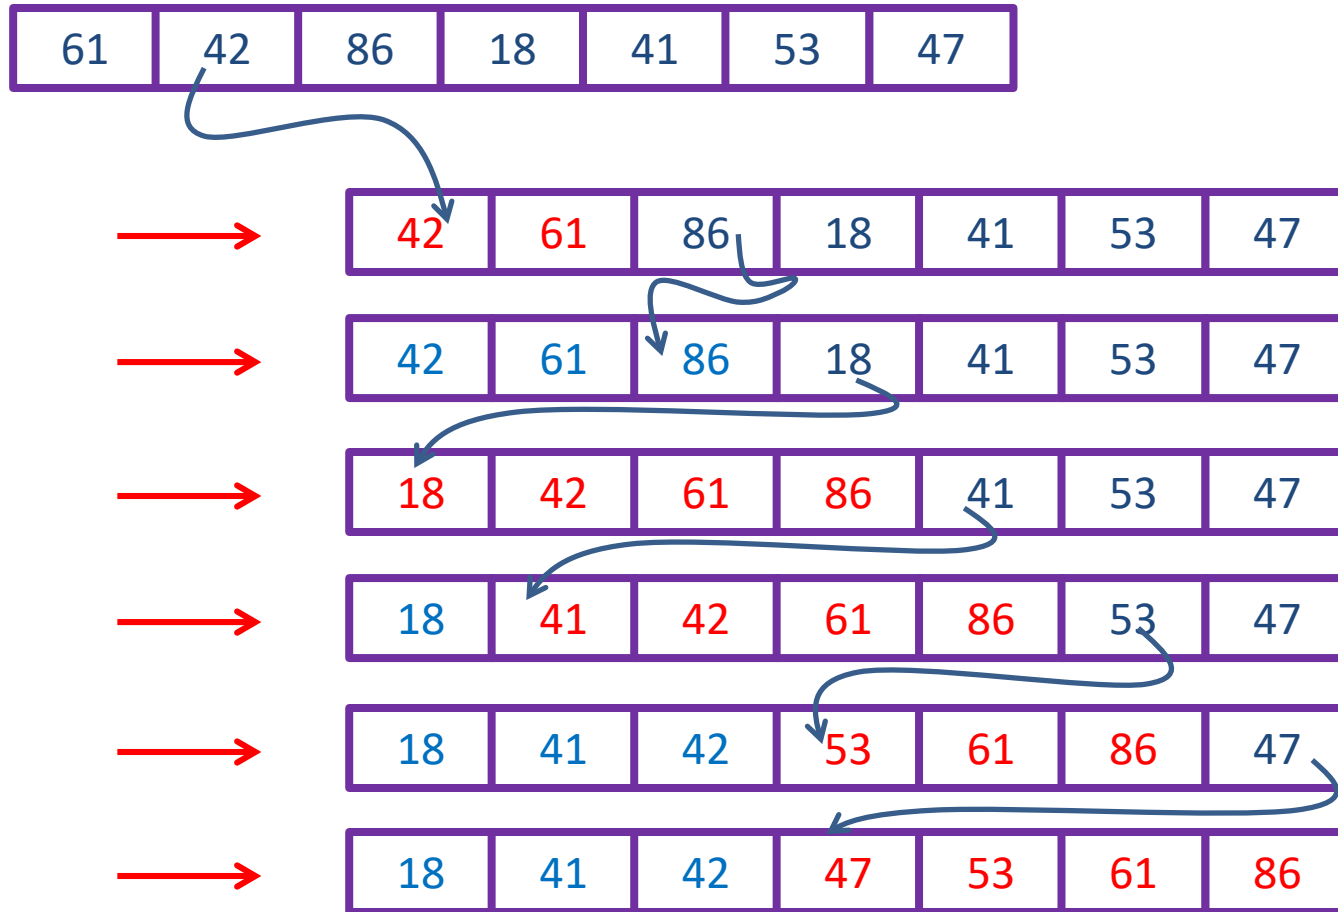 61 42 86 18 41 53 47
42 61 86 18 41 53 47
42 61 86 18 41 53 47
18 42 61 86 41 53 47
18 41 42 61 86 53 47
18 41 42 53 61 86 47
18 41 42 47 53 61 86